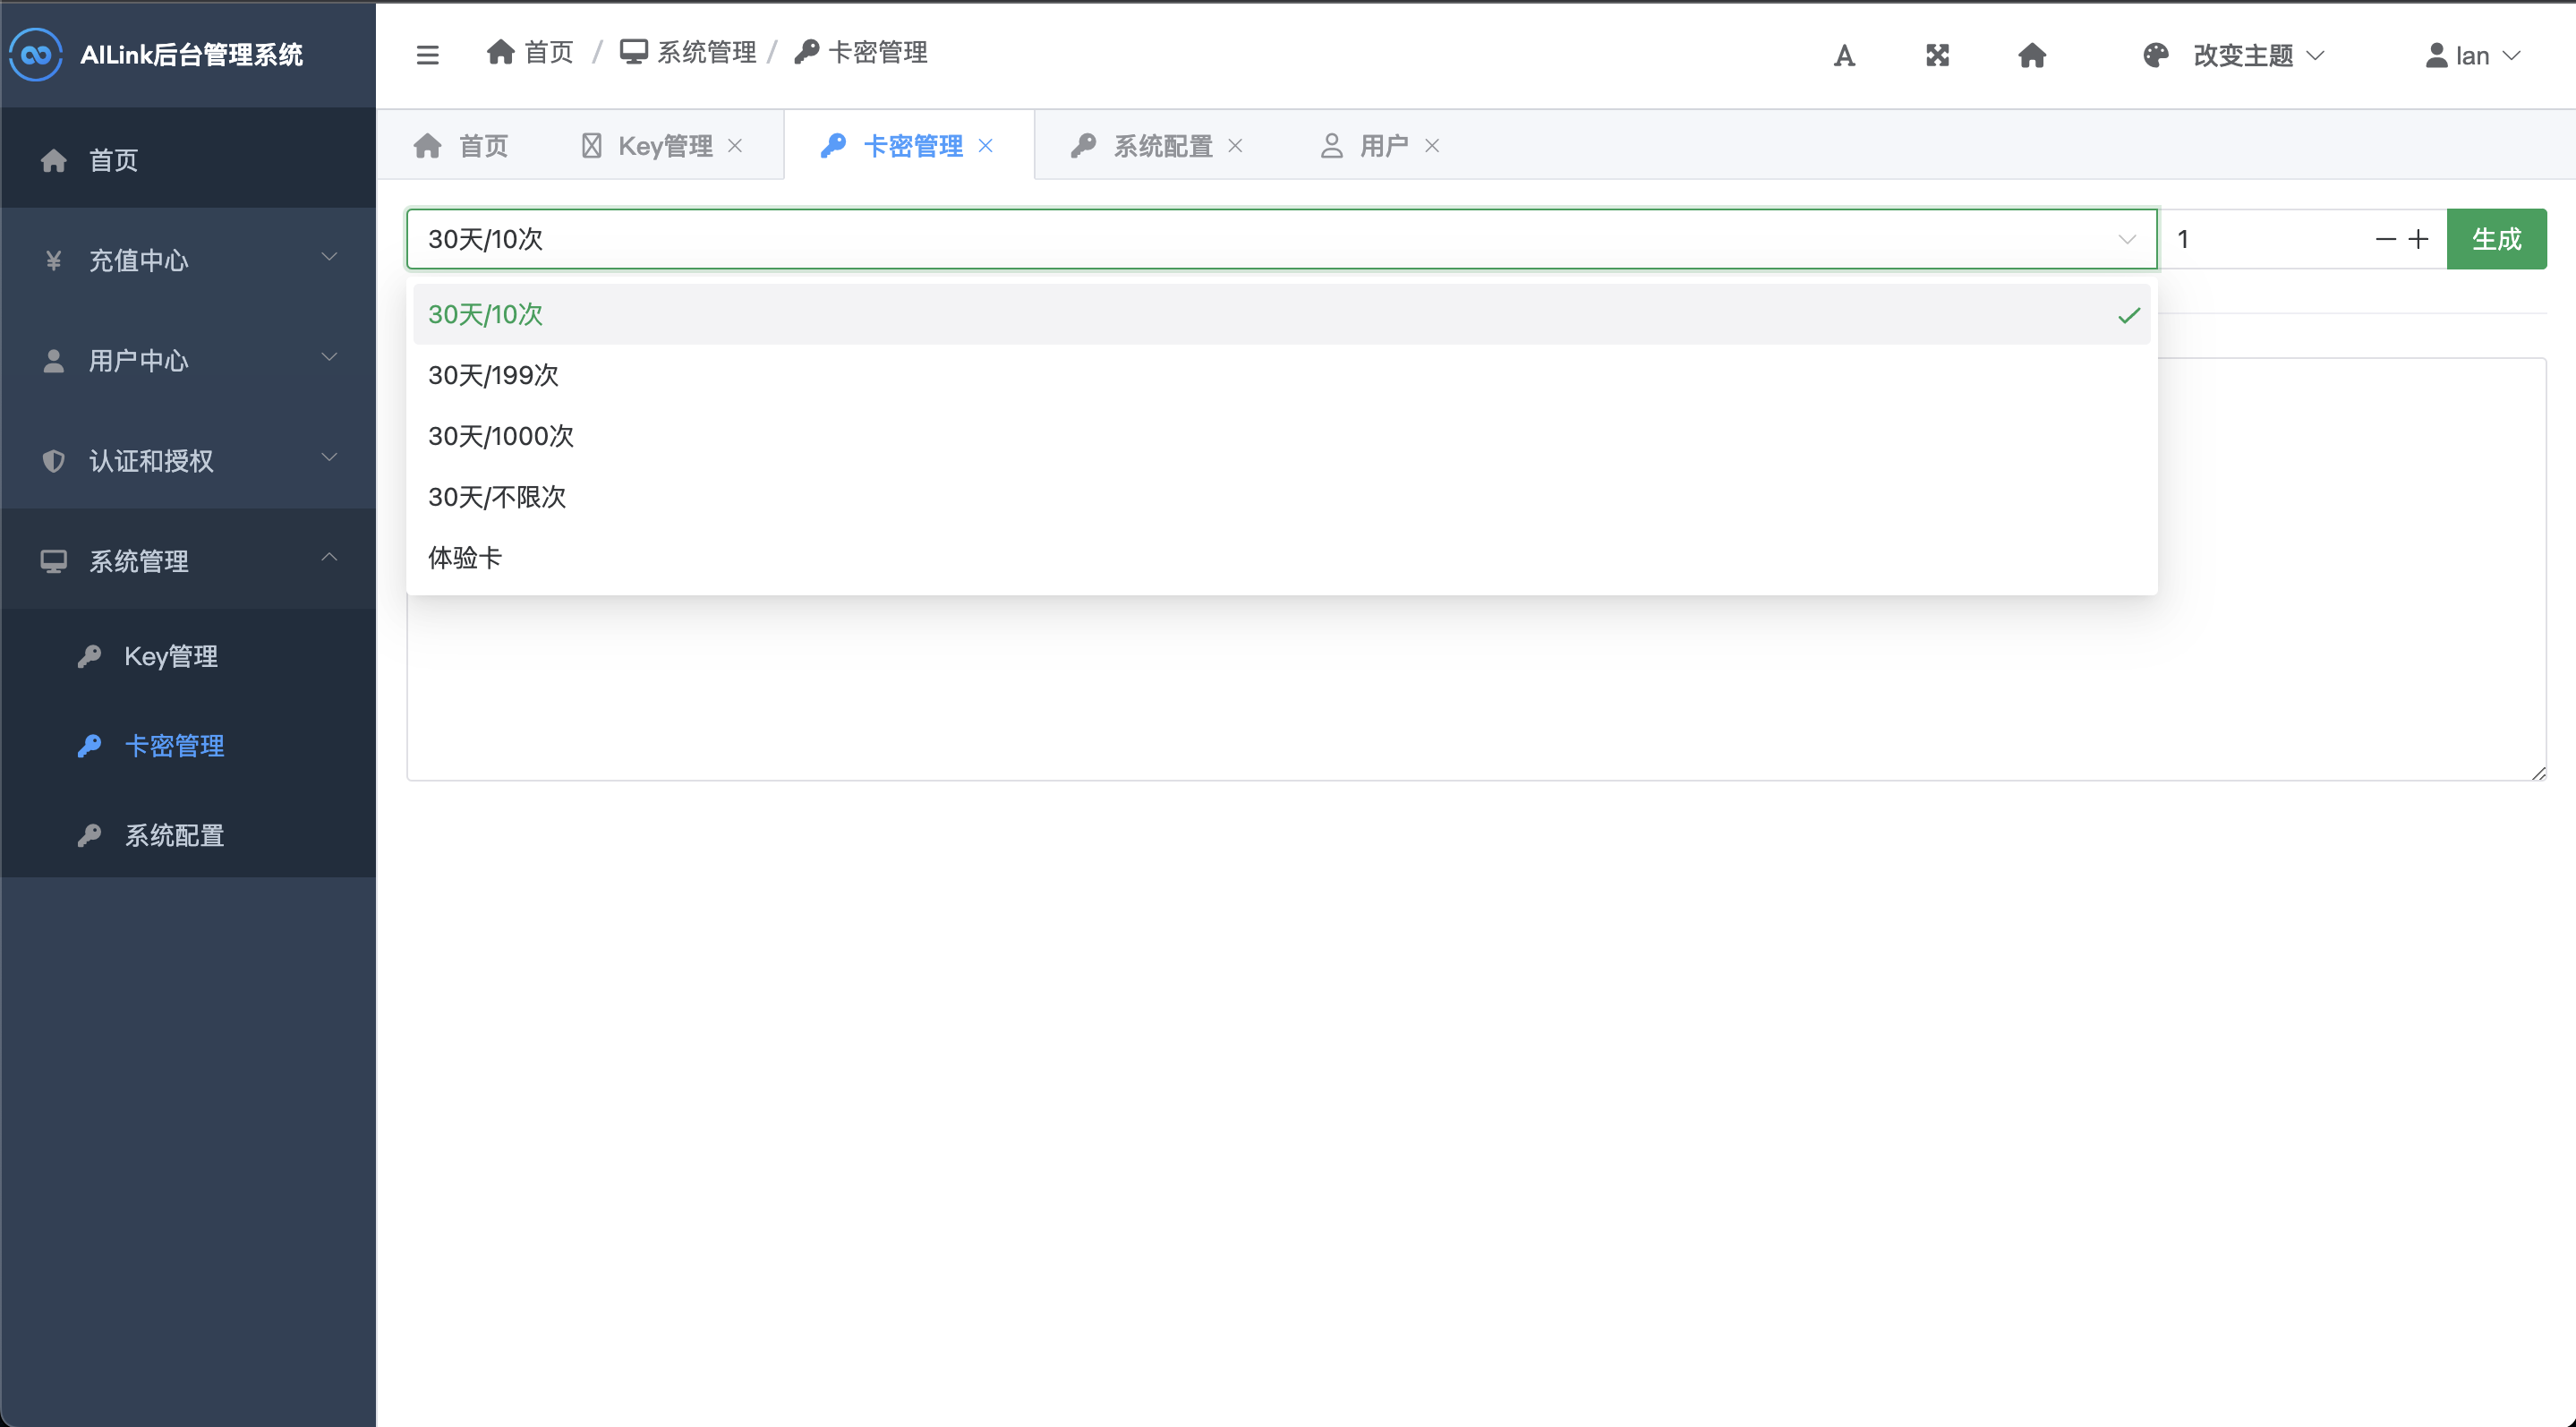 AILink后台管理系统
首页 / 系统管理 / 卡密管理
改变主题
lan
首页
Key管理
卡密管理
系统配置
用户
首页
充值中心
用户中心
认证和授权
系统管理
Key管理
卡密管理
系统配置
30天/10次
1
生成
30天/10次
30天/199次
30天/1000次
30天/不限次
体验卡